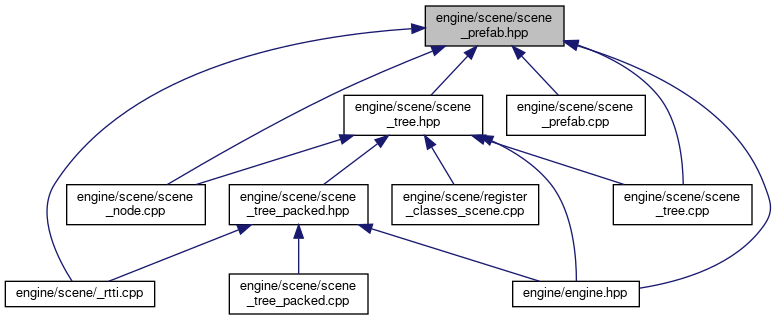 engine/scene/scene
_prefab.hpp
engine/scene/scene
_tree.hpp
engine/scene/scene
_prefab.cpp
engine/scene/scene
_node.cpp
engine/scene/scene
_tree_packed.hpp
engine/scene/register
_classes_scene.cpp
engine/scene/scene
_tree.cpp
engine/scene/_rtti.cpp
engine/scene/scene
_tree_packed.cpp
engine/engine.hpp